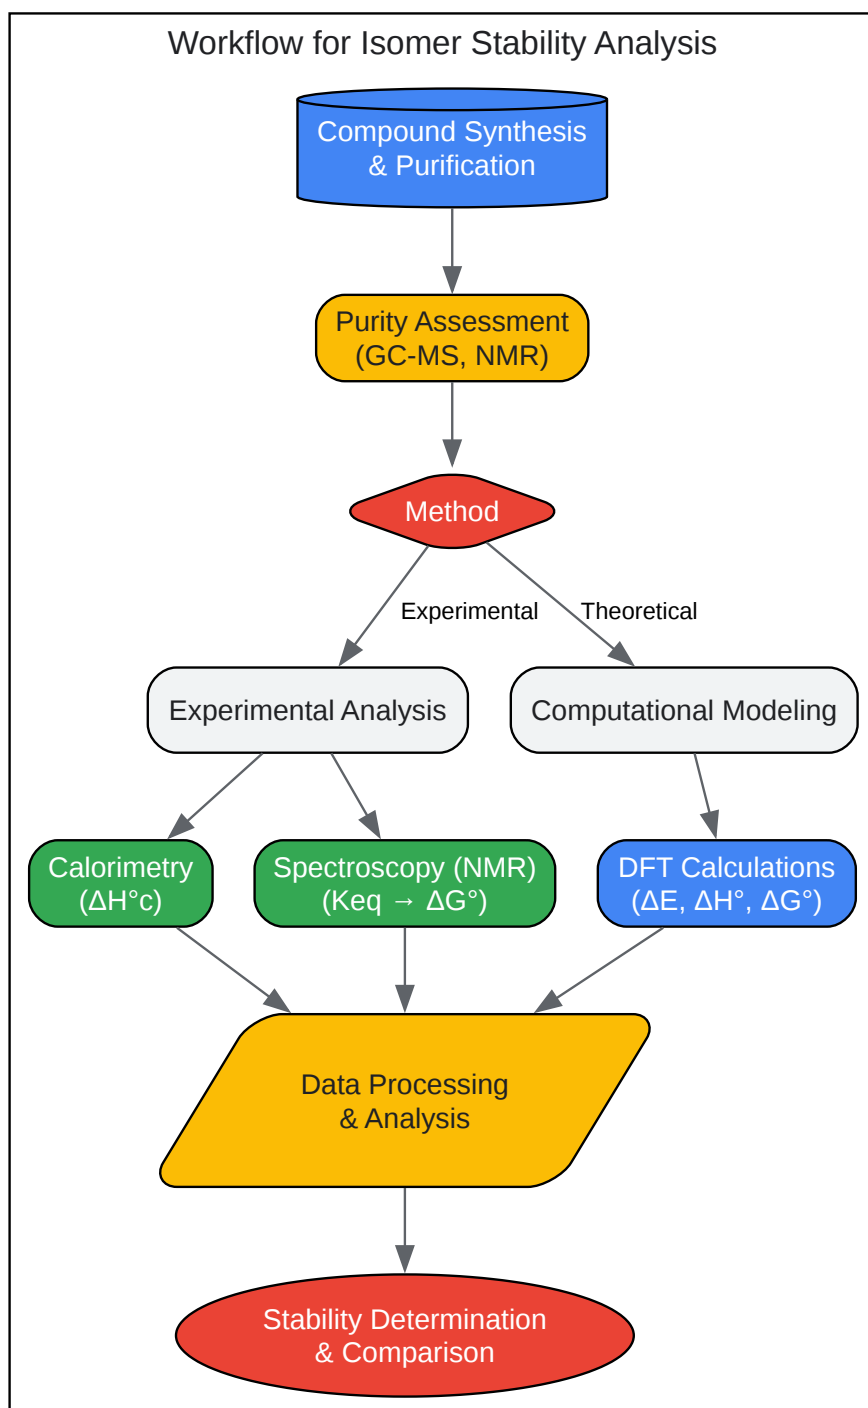 Workflow for Isomer Stability Analysis
Compound Synthesis
& Purification
Purity Assessment
(GC-MS, NMR)
Method
Experimental
Theoretical
Experimental Analysis
Computational Modeling
Calorimetry
(ΔH°c)
Spectroscopy (NMR)
(Keq → ΔG°)
DFT Calculations
(ΔE, ΔH°, ΔG°)
Data Processing
& Analysis
Stability Determination
& Comparison